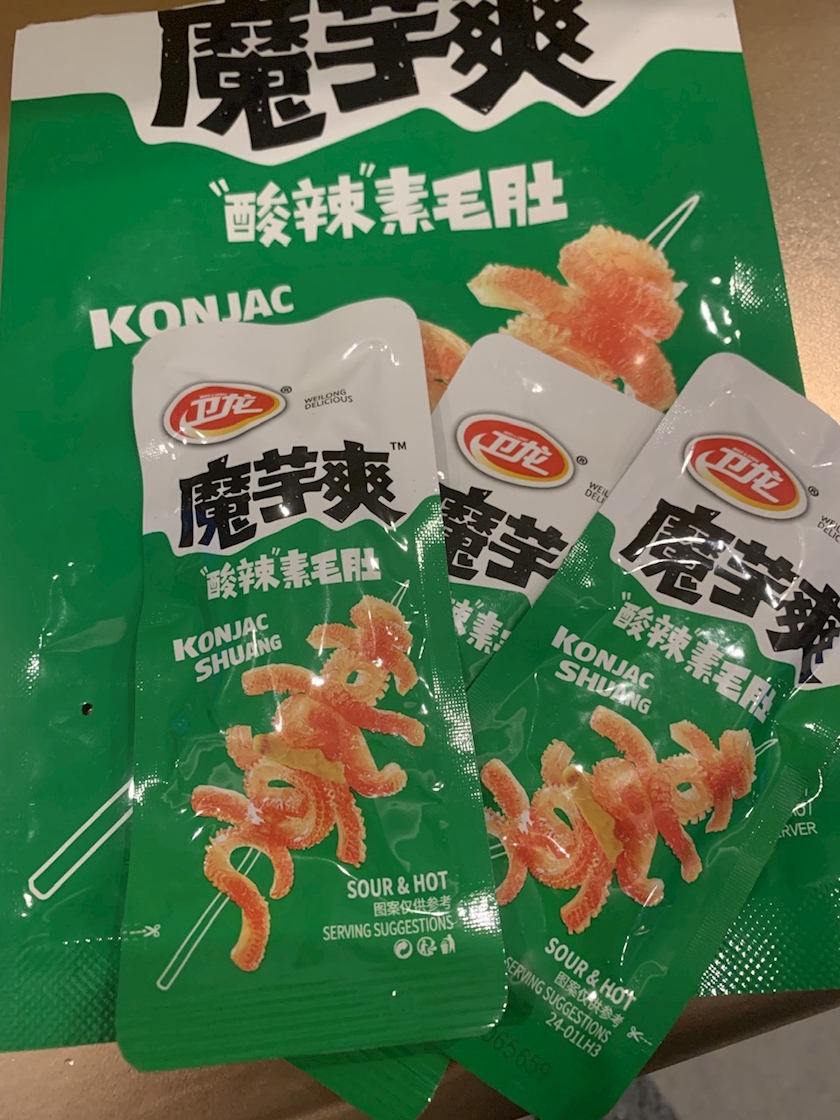 魔芋爽
"酸辣"素毛肚
KONJAC
卫龙®
WEILONG
DELICIOUS
魔芋爽™
"酸辣"素毛肚
KONJAC
SHUANG
SOUR & HOT
图案仅供参考
SERVING SUGGESTIONS
卫龙®
魔芋
辣"素
卫龙®
魔芋爽
"酸辣"素毛肚
KONJAC
SHUANG
SOUR & HOT
图案仅供参考
SERVING SUGGESTIONS
24-01LH3